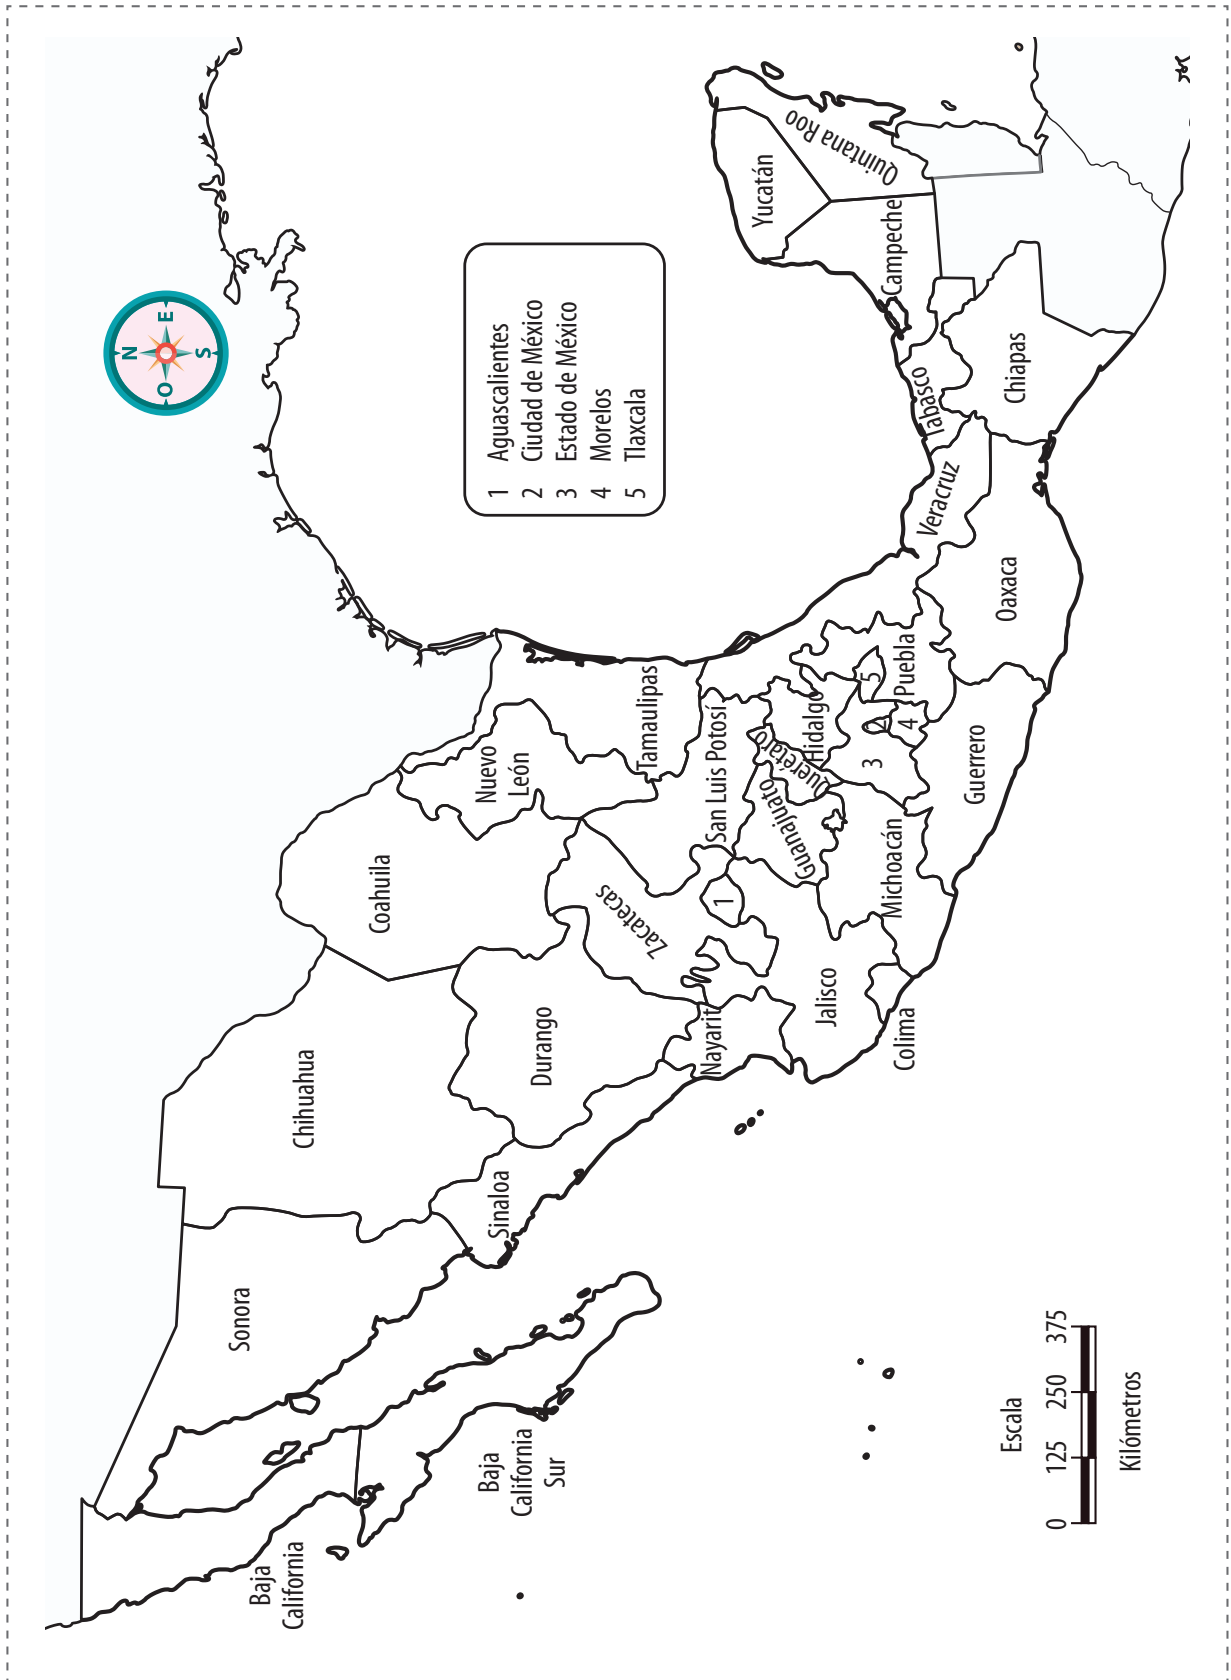 N
O
E
S
1 Aguascalientes
2 Ciudad de México
3 Estado de México
4 Morelos
5 Tlaxcala
Baja
California
Baja
California
Sur
Sonora
Chihuahua
Coahuila
Nuevo
León
Tamaulipas
Sinaloa
Durango
Zacatecas
San Luis Potosí
Nayarit
1
Jalisco
Colima
Guanajuato
Querétaro
Hidalgo
Michoacán
3
2
4
5
Puebla
Guerrero
Veracruz
Oaxaca
Tabasco
Chiapas
Campeche
Yucatán
Quintana Roo
Escala
0 125 250 375
Kilómetros